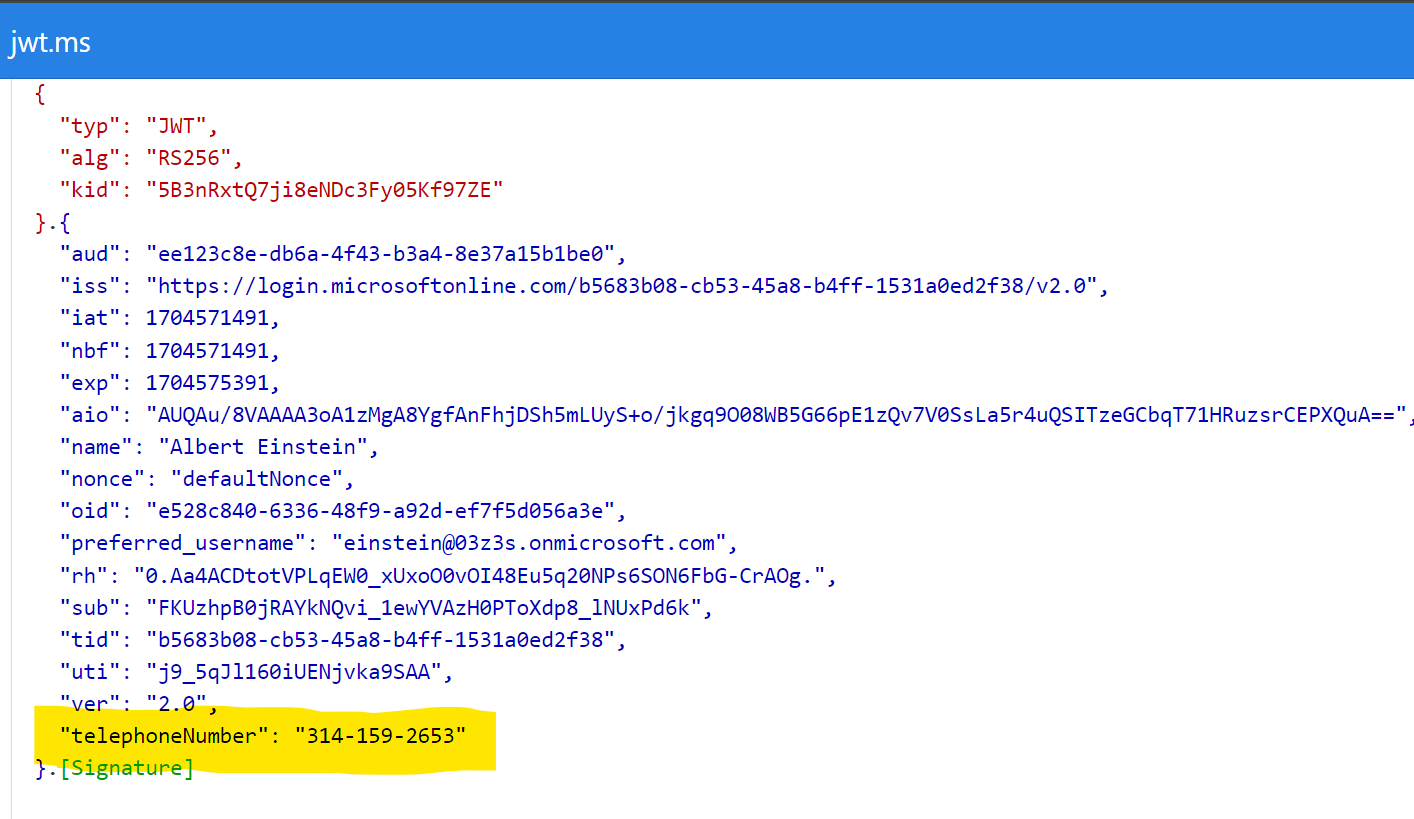 jwt.ms
{
"typ": "JWT",
"alg": "RS256",
"kid": "5B3nRxtQ7ji8eNDc3Fy05Kf97ZE"
}.{
"aud": "ee123c8e-db6a-4f43-b3a4-8e37a15b1be0",
"iss": "https://login.microsoftonline.com/b5683b08-cb53-45a8-b4ff-1531a0ed2f38/v2.0",
"iat": 1704571491,
"nbf": 1704571491,
"exp": 1704575391,
"aio": "AUQAu/8VAAAA3oA1zMgA8YgfAnFhjDSh5mLUyS+o/jkgq9O08WB5G66pE1zQv7V0SsLa5r4uQSITzeGCbqT71HRuzsrCEPXQuA==",
"name": "Albert Einstein",
"nonce": "defaultNonce",
"oid": "e528c840-6336-48f9-a92d-ef7f5d056a3e",
"preferred_username": "einstein@03z3s.onmicrosoft.com",
"rh": "0.Aa4ACDtotVPLqEW0_xUxoO0vOI48Eu5q20NPs6SON6FbG-CrAOg.",
"sub": "FKUzhpB0jRAYkNQvi_1ewYVAzH0PToXdp8_lNUxPd6k",
"tid": "b5683b08-cb53-45a8-b4ff-1531a0ed2f38",
"uti": "j9_5qJl160iUENjvka9SAA",
"ver": "2.0",
"telephoneNumber": "314-159-2653"
}.[Signature]